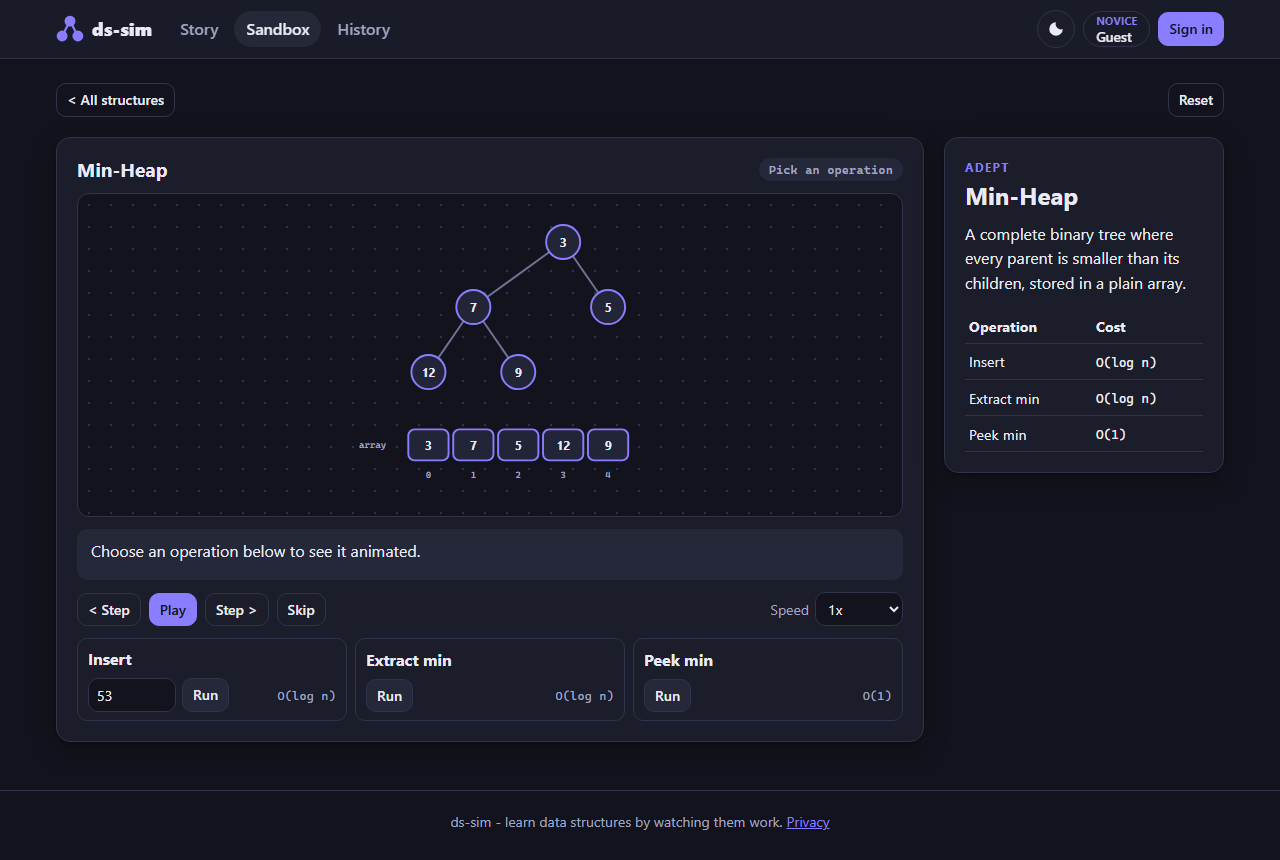 ds-sim Story Sandbox History NOVICE Guest Sign in
< All structures Reset
Min-Heap Pick an operation
3
7 5
12 9
array 3 7 5 12 9
0 1 2 3 4
Choose an operation below to see it animated.
< Step Play Step > Skip Speed 1x
Insert
53 Run O(log n)
Extract min
Run O(log n)
Peek min
Run O(1)
ADEPT
Min-Heap
A complete binary tree where
every parent is smaller than its
children, stored in a plain array.
Operation Cost
Insert O(log n)
Extract min O(log n)
Peek min O(1)
ds-sim - learn data structures by watching them work. Privacy